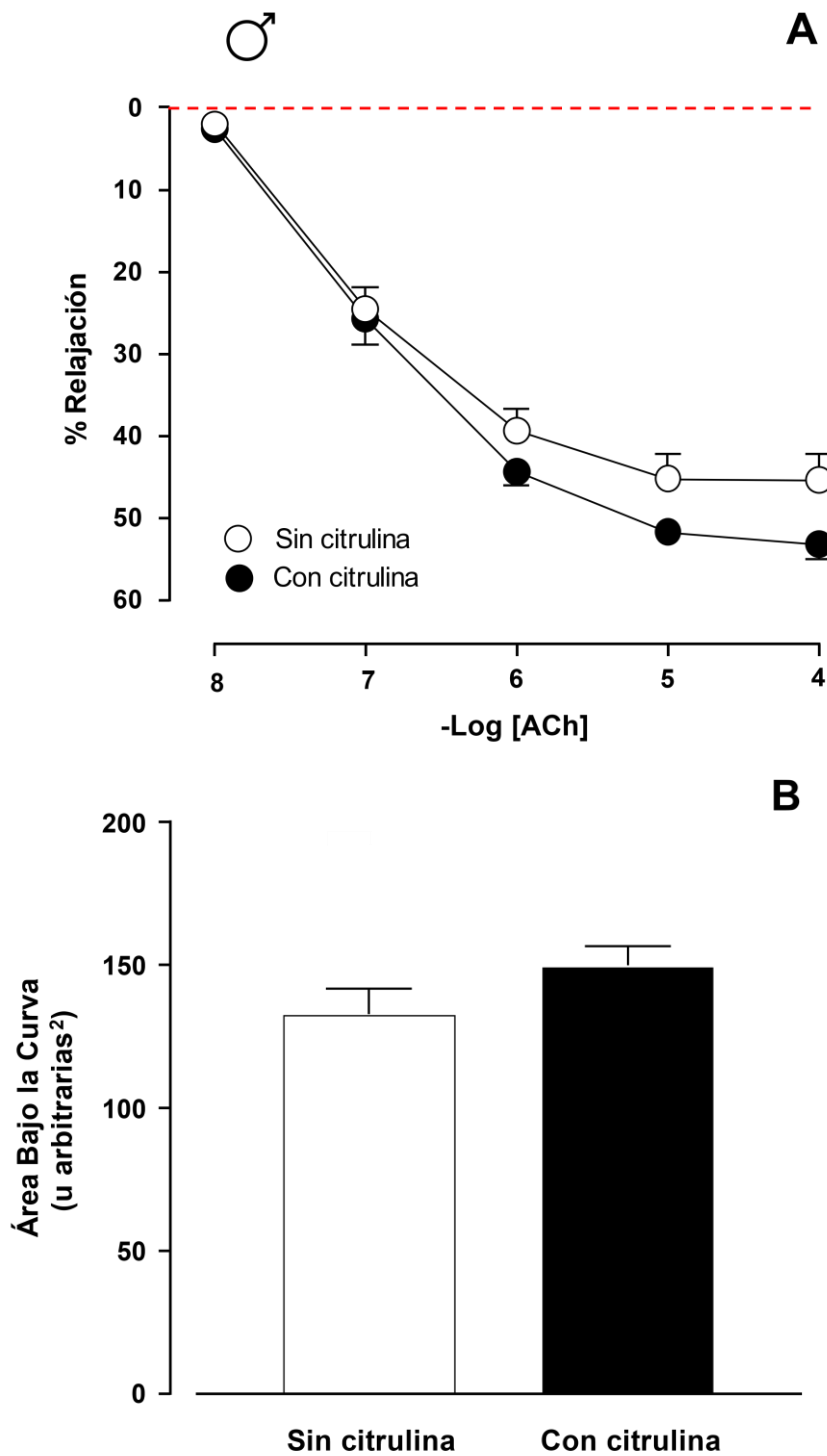 A
0
10
20
30
40
50
60
% Relajación
Sin citrulina
Con citrulina
8 7 6 5 4
-Log [ACh]
B
200
150
100
50
0
Área Bajo la Curva
(u arbitrarias²)
Sin citrulina Con citrulina